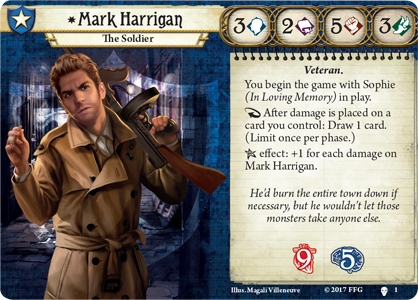 Mark Harrigan
The Soldier
3 2 5 3
Veteran.
You begin the game with Sophie
(In Loving Memory) in play.
After damage is placed on a
card you control: Draw 1 card.
(Limit once per phase.)
effect: +1 for each damage on
Mark Harrigan.
He'd burn the entire town down if
necessary, but he wouldn't let those
monsters take anyone else.
9 5
Illus. Magali Villeneuve © 2017 FFG 1